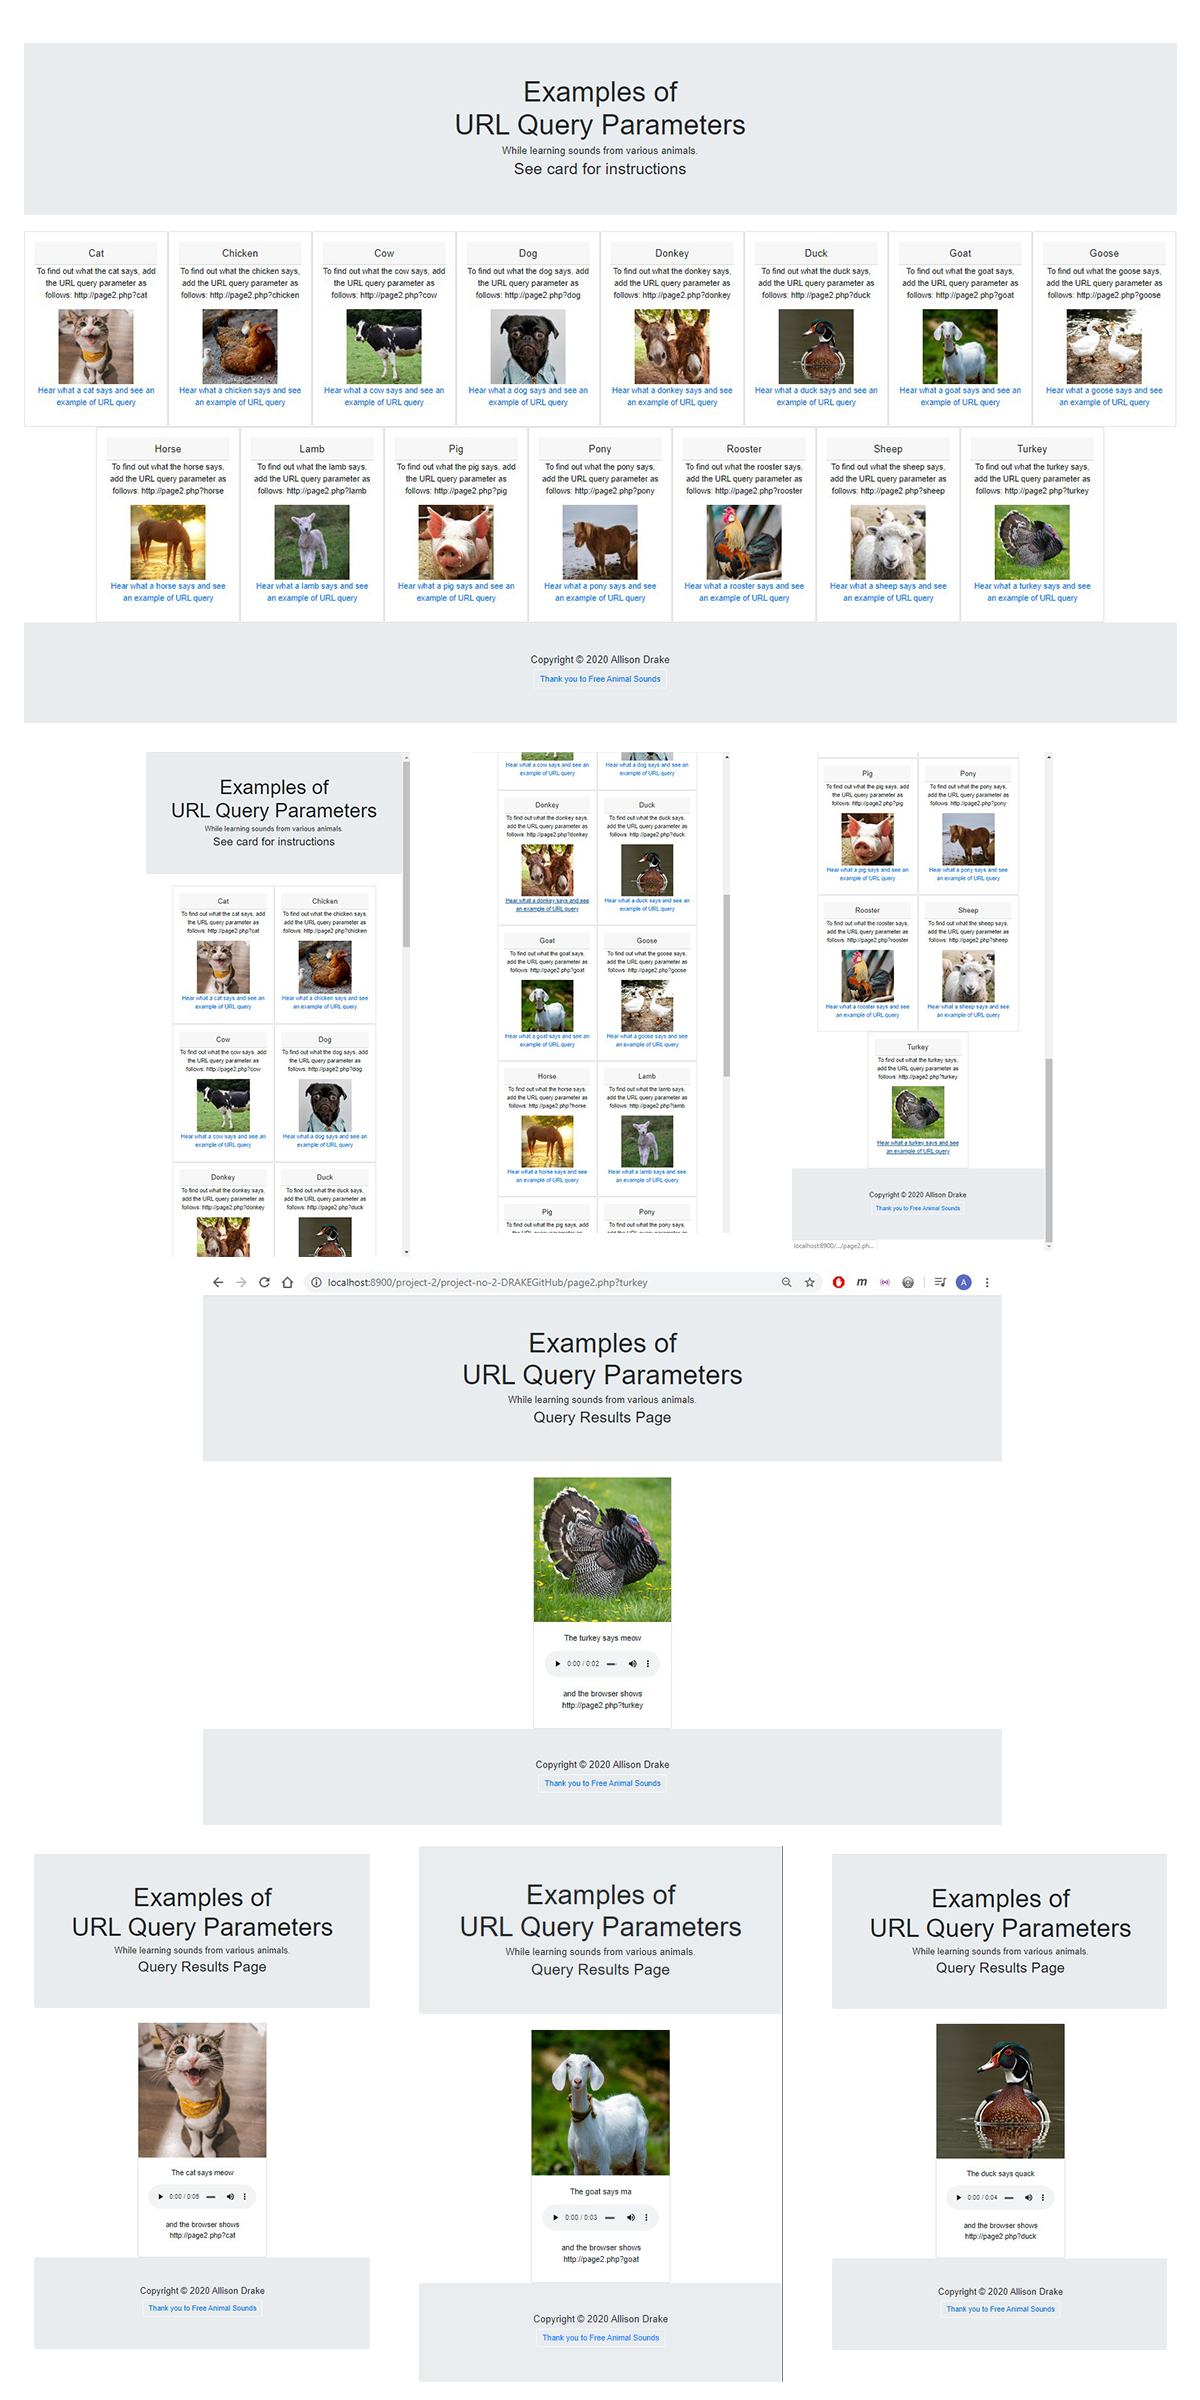 Examples of
URL Query Parameters
While learning sounds from various animals.
See card for instructions
Cat
To find out what the cat says, add
the URL query parameter as
follows: http://page2.php?cat
Hear what a cat says and see an
example of URL query
Chicken
To find out what the chicken says,
add the URL query parameter as
follows: http://page2.php?chicken
Hear what a chicken says and see
an example of URL query
Cow
To find out what the cow says, add
the URL query parameter as
follows: http://page2.php?cow
Hear what a cow says and see an
example of URL query
Dog
To find out what the dog says, add
the URL query parameter as
follows: http://page2.php?dog
Hear what a dog says and see an
example of URL query
Donkey
To find out what the donkey says,
add the URL query parameter as
follows: http://page2.php?donkey
Hear what a donkey says and see
an example of URL query
Duck
To find out what the duck says,
add the URL query parameter as
follows: http://page2.php?duck
Hear what a duck says and see an
example of URL query
Goat
To find out what the goat says,
add the URL query parameter as
follows: http://page2.php?goat
Hear what a goat says and see an
example of URL query
Goose
To find out what the goose says,
add the URL query parameter as
follows: http://page2.php?goose
Hear what a goose says and see
an example of URL query
Horse
To find out what the horse says,
add the URL query parameter as
follows: http://page2.php?horse
Hear what a horse says and see
an example of URL query
Lamb
To find out what the lamb says,
add the URL query parameter as
follows: http://page2.php?lamb
Hear what a lamb says and see
an example of URL query
Pig
To find out what the pig says, add
the URL query parameter as
follows: http://page2.php?pig
Hear what a pig says and see an
example of URL query
Pony
To find out what the pony says,
add the URL query parameter as
follows: http://page2.php?pony
Hear what a pony says and see
an example of URL query
Rooster
To find out what the rooster says,
add the URL query parameter as
follows: http://page2.php?rooster
Hear what a rooster says and see
an example of URL query
Sheep
To find out what the sheep says,
add the URL query parameter as
follows: http://page2.php?sheep
Hear what a sheep says and see
an example of URL query
Turkey
To find out what the turkey says,
add the URL query parameter as
follows: http://page2.php?turkey
Hear what a turkey says and see
an example of URL query
Copyright © 2020 Allison Drake
Thank you to Free Animal Sounds
Examples of
URL Query Parameters
While learning sounds from various animals.
See card for instructions
Cat
To find out what the cat says, add
the URL query parameter as
follows: http://page2.php?cat
Hear what a cat says and see an
example of URL query
Chicken
To find out what the chicken says,
add the URL query parameter as
follows: http://page2.php?chicken
Hear what a chicken says and see
an example of URL query
Cow
To find out what the cow says, add
the URL query parameter as
follows: http://page2.php?cow
Hear what a cow says and see an
example of URL query
Dog
To find out what the dog says, add
the URL query parameter as
follows: http://page2.php?dog
Hear what a dog says and see an
example of URL query
Donkey
To find out what the donkey says,
add the URL query parameter as
follows: http://page2.php?donkey
Duck
To find out what the duck says,
add the URL query parameter as
follows: http://page2.php?duck
Hear what a cow says and see an
example of URL query
Hear what a dog says and see an
example of URL query
Donkey
To find out what the donkey says,
add the URL query parameter as
follows: http://page2.php?donkey
Hear what a donkey says and see
an example of URL query
Duck
To find out what the duck says,
add the URL query parameter as
follows: http://page2.php?duck
Hear what a duck says and see an
example of URL query
Goat
To find out what the goat says,
add the URL query parameter as
follows: http://page2.php?goat
Hear what a goat says and see an
example of URL query
Goose
To find out what the goose says,
add the URL query parameter as
follows: http://page2.php?goose
Hear what a goose says and see
an example of URL query
Horse
To find out what the horse says,
add the URL query parameter as
follows: http://page2.php?horse
Hear what a horse says and see
an example of URL query
Lamb
To find out what the lamb says,
add the URL query parameter as
follows: http://page2.php?lamb
Hear what a lamb says and see
an example of URL query
Pig
To find out what the pig says, add
the URL query parameter as
follows: http://page2.php?pig
Pony
To find out what the pony says,
add the URL query parameter as
follows: http://page2.php?pony
Pig
To find out what the pig says, add
the URL query parameter as
follows: http://page2.php?pig
Hear what a pig says and see an
example of URL query
Pony
To find out what the pony says,
add the URL query parameter as
follows: http://page2.php?pony
Hear what a pony says and see
an example of URL query
Rooster
To find out what the rooster says,
add the URL query parameter as
follows: http://page2.php?rooster
Hear what a rooster says and see
an example of URL query
Sheep
To find out what the sheep says,
add the URL query parameter as
follows: http://page2.php?sheep
Hear what a sheep says and see
an example of URL query
Turkey
To find out what the turkey says,
add the URL query parameter as
follows: http://page2.php?turkey
Hear what a turkey says and see
an example of URL query
Copyright © 2020 Allison Drake
Thank you to Free Animal Sounds
localhost:8900/.../page2.ph...
localhost:8900/project-2/project-no-2-DRAKEGitHub/page2.php?turkey
m
A
Examples of
URL Query Parameters
While learning sounds from various animals.
Query Results Page
The turkey says meow
0:00 / 0:02
and the browser shows
http://page2.php?turkey
Copyright © 2020 Allison Drake
Thank you to Free Animal Sounds
Examples of
URL Query Parameters
While learning sounds from various animals.
Query Results Page
The cat says meow
0:00 / 0:06
and the browser shows
http://page2.php?cat
Copyright © 2020 Allison Drake
Thank you to Free Animal Sounds
Examples of
URL Query Parameters
While learning sounds from various animals.
Query Results Page
The goat says ma
0:00 / 0:03
and the browser shows
http://page2.php?goat
Copyright © 2020 Allison Drake
Thank you to Free Animal Sounds
Examples of
URL Query Parameters
While learning sounds from various animals.
Query Results Page
The duck says quack
0:00 / 0:04
and the browser shows
http://page2.php?duck
Copyright © 2020 Allison Drake
Thank you to Free Animal Sounds